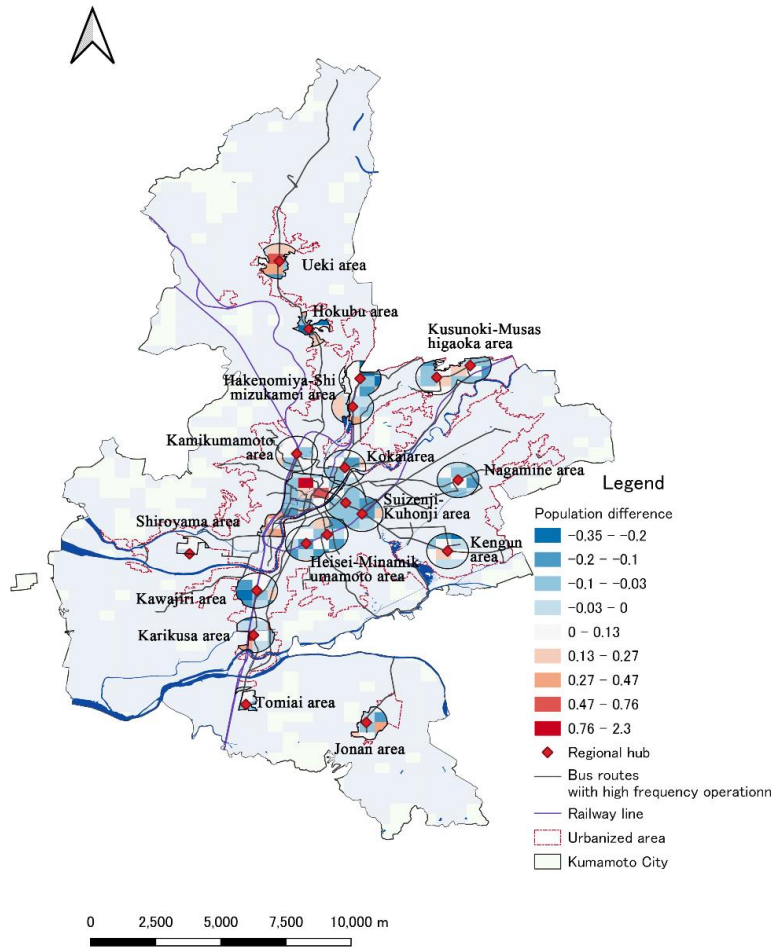 Ueki area
Hokubu area
Kusunoki-Musas
higaoka area
Hakenomiya-Shi
mizukamei area
Kamikumamoto
area
Kokaiarea
Nagamine area
Legend
Suizenji-
Kuhonji area
Population difference
Shiroyama area
Kengun
area
Heisei-Minamik
umamoto area
Kawajiri area
Karikusa area
Tomiai area
Jonan area
-0.35 - -0.2
-0.2 - -0.1
-0.1 - -0.03
-0.03 - 0
0 - 0.13
0.13 - 0.27
0.27 - 0.47
0.47 - 0.76
0.76 - 2.3
Regional hub
Bus routes
wiith high frequency operationn
Railway line
Urbanized area
Kumamoto City
0 2,500 5,000 7,500 10,000 m